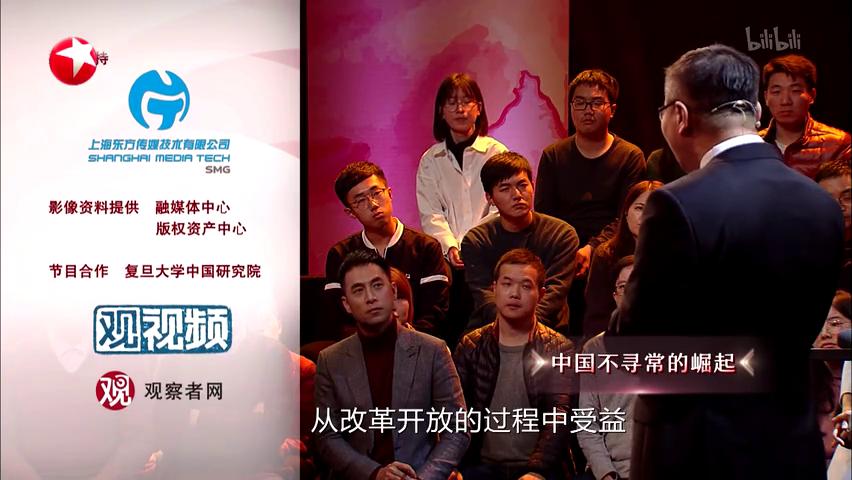 持
上海东方传媒技术有限公司
SHANGHAI MEDIA TECH
SMG
影像资料提供 融媒体中心
版权资产中心
节目合作 复旦大学中国研究院
观视频
观
观察者网
bilibili
中国不寻常的崛起
从改革开放的过程中受益